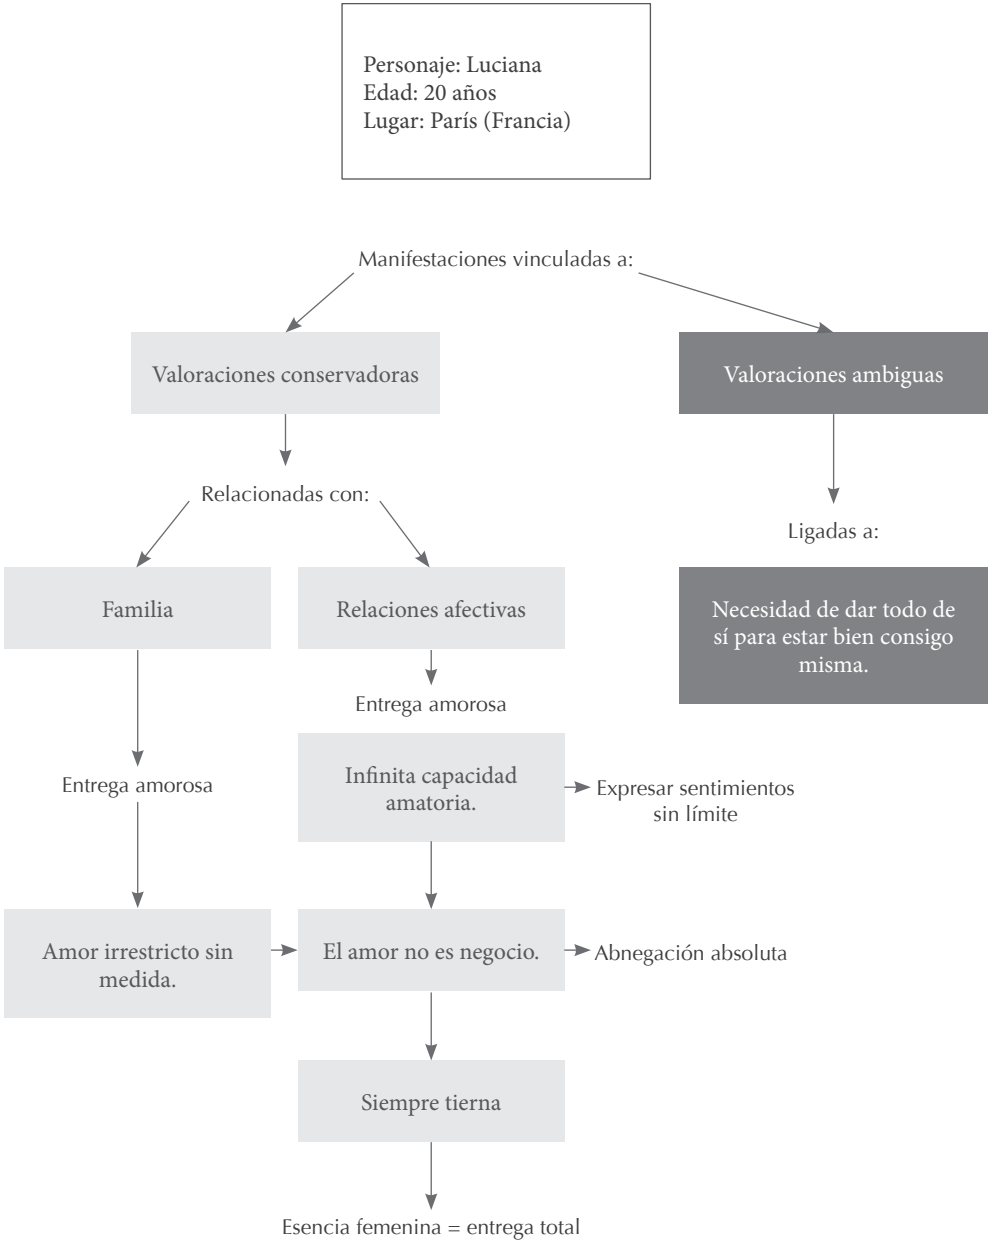 Personaje: Luciana
Edad: 20 años
Lugar: París (Francia)
Manifestaciones vinculadas a:
Valoraciones conservadoras
Valoraciones ambiguas
Relacionadas con:
Ligadas a:
Familia
Relaciones afectivas
Necesidad de dar todo de
sí para estar bien consigo
misma.
Entrega amorosa
Entrega amorosa
Infinita capacidad
amatoria.
Expresar sentimientos
sin límite
Amor irrestricto sin
medida.
El amor no es negocio.
Abnegación absoluta
Siempre tierna
Esencia femenina = entrega total